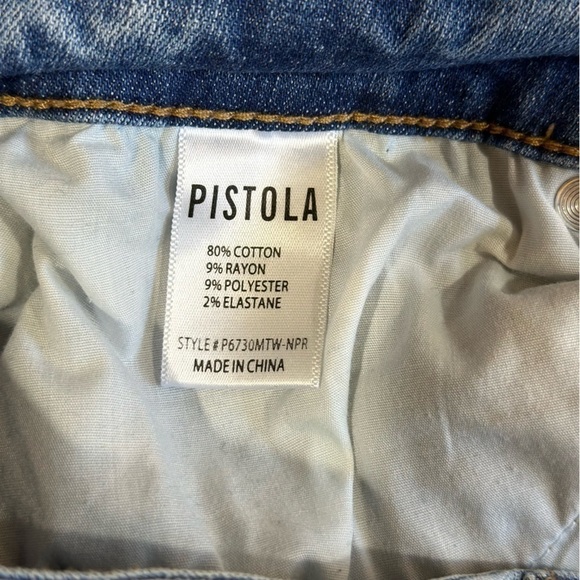 PISTOLA
80% COTTON
9% RAYON
9% POLYESTER
2% ELASTANE
STYLE # P6730MTW-NPR
MADE IN CHINA